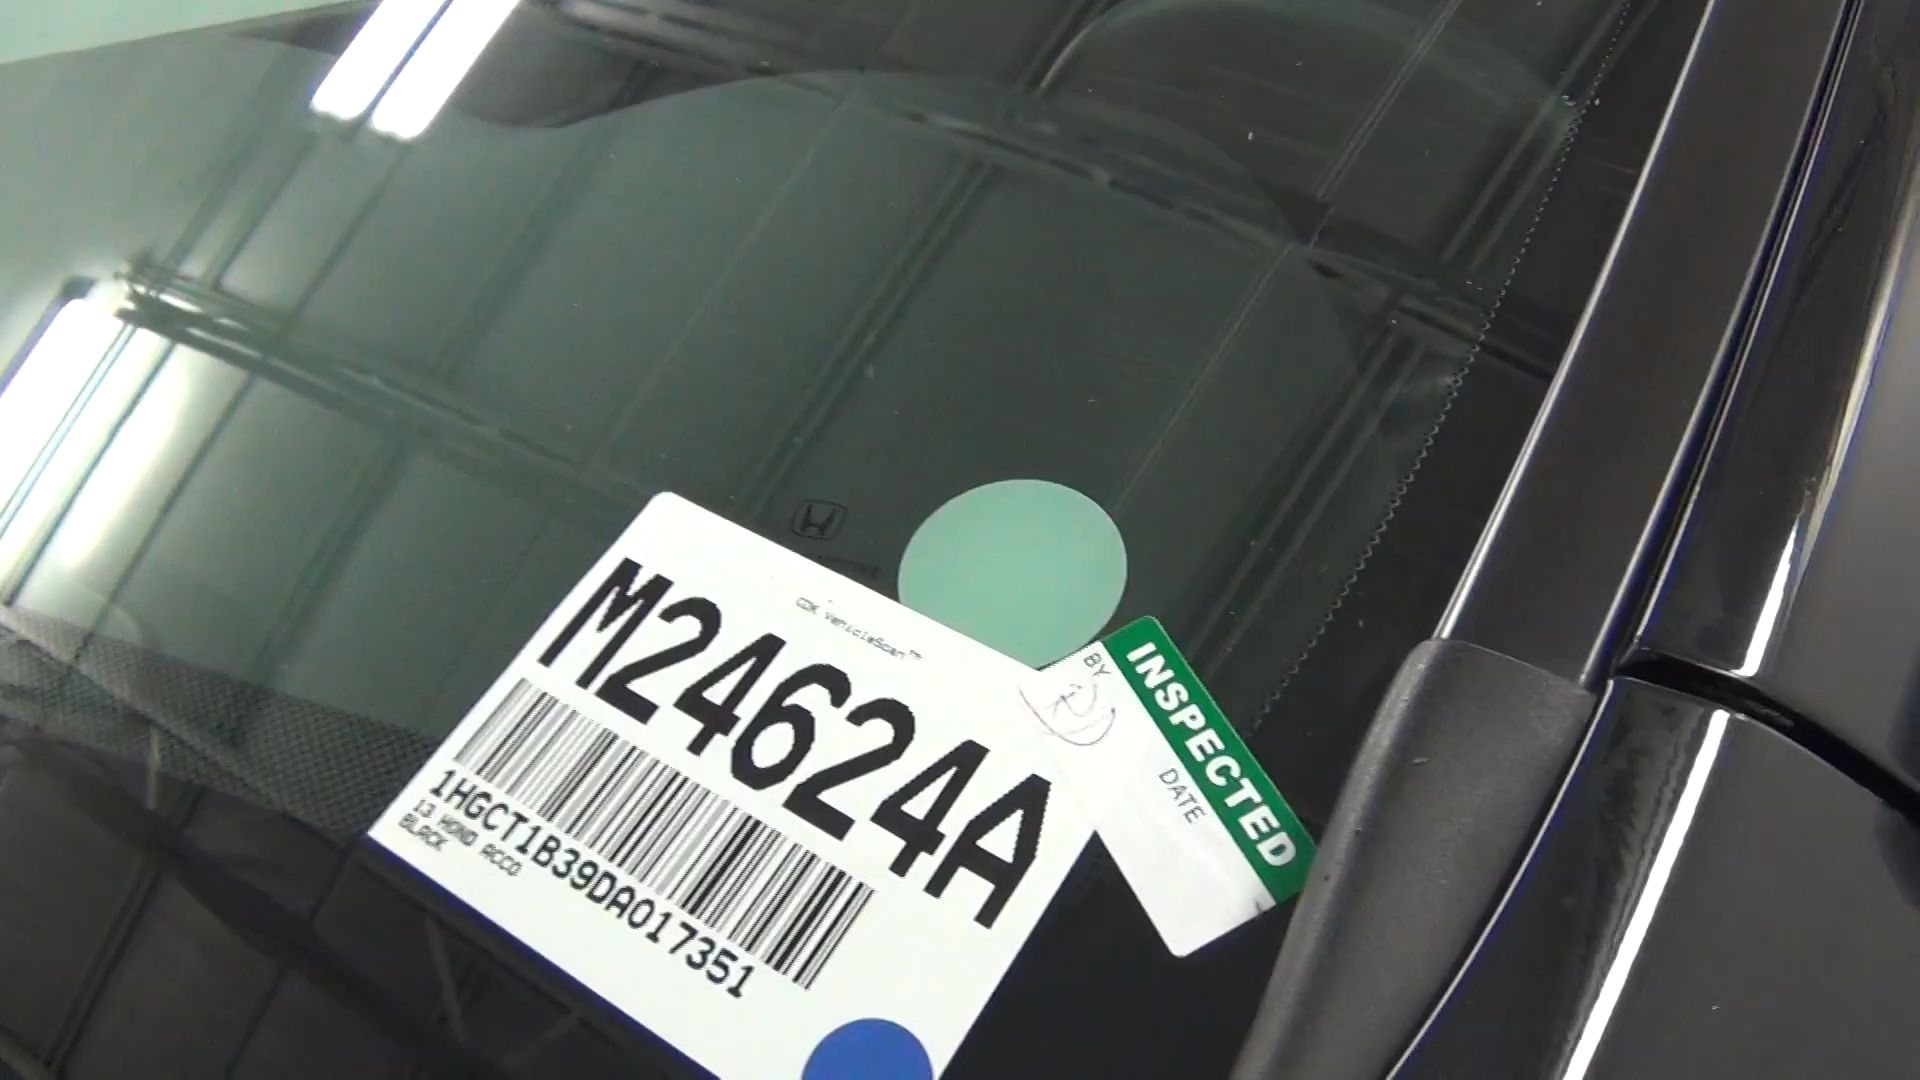 CDK VehicleScan™
M24624A
1HGCT1B39DA017351
13 HOND ACCO
BLACK
INSPECTED
BY
DATE